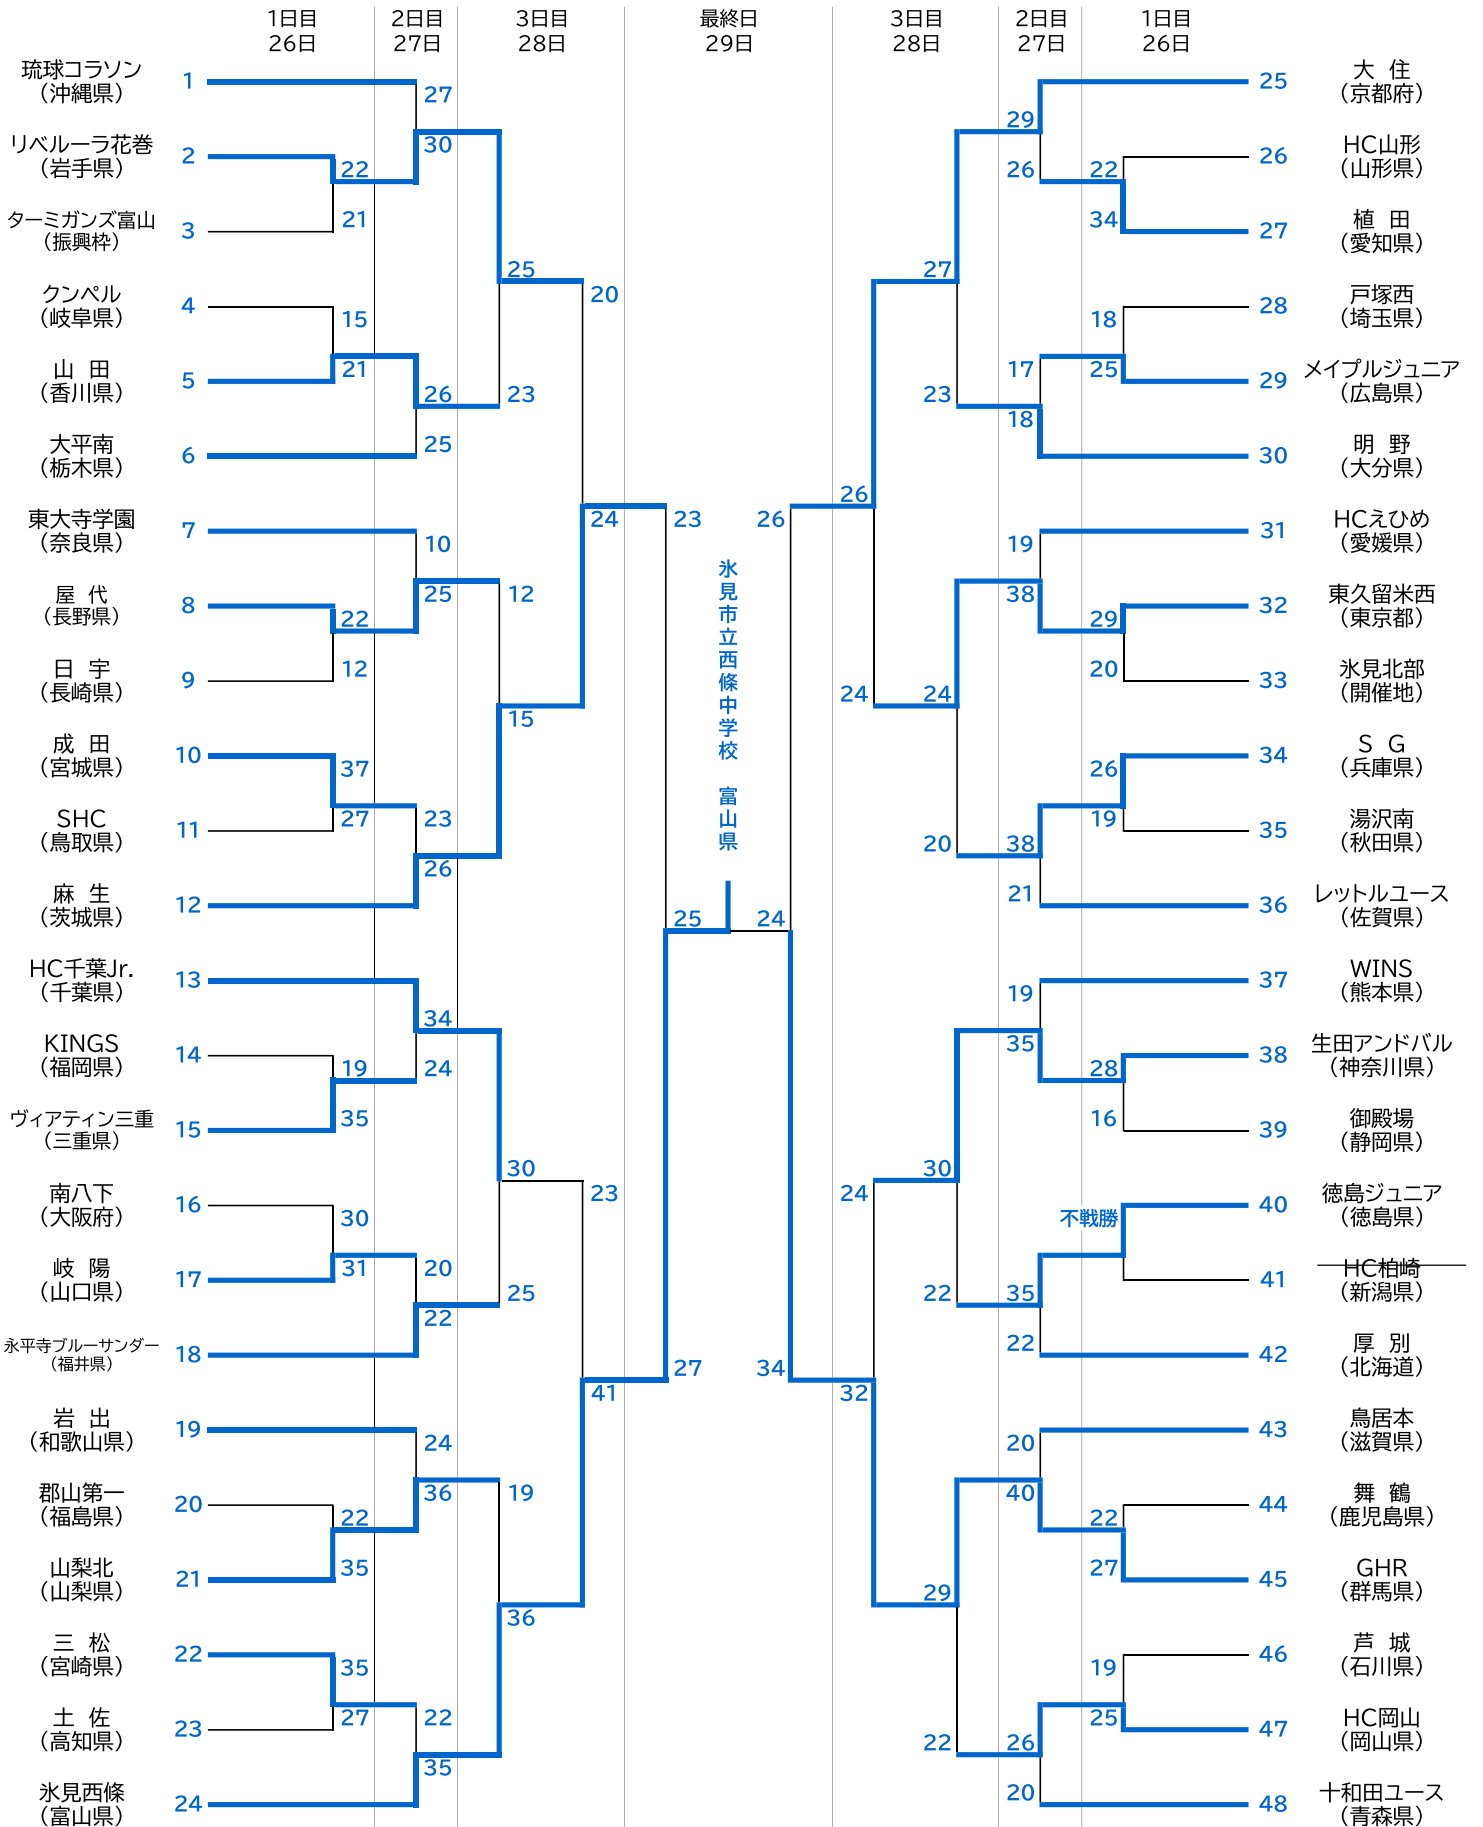 1日目 2日目 3日目 最終日 3日目 2日目 1日目
26日 27日 28日 29日 28日 27日 26日
琉球コラソン
（沖縄県）
1
リベルーラ花巻
（岩手県）
2
ターミガンズ富山
（振興枠）
3
クンペル
（岐阜県）
4
山 田
（香川県）
5
大平南
（栃木県）
6
東大寺学園
（奈良県）
7
屋 代
（長野県）
8
日 宇
（長崎県）
9
成 田
（宮城県）
10
SHC
（鳥取県）
11
麻 生
（茨城県）
12
HC千葉Jr.
（千葉県）
13
KINGS
（福岡県）
14
ヴィアティン三重
（三重県）
15
南八下
（大阪府）
16
岐 陽
（山口県）
17
永平寺ブルーサンダー
（福井県）
18
岩 出
（和歌山県）
19
郡山第一
（福島県）
20
山梨北
（山梨県）
21
三 松
（宮崎県）
22
土 佐
（高知県）
23
氷見西條
（富山県）
24
22
21
15
21
22
12
37
27
19
35
30
31
22
35
35
27
27
30
26
25
10
25
23
26
34
24
20
22
24
36
22
35
25
23
12
15
30
25
19
36
20
24
23
41
23
27
25
氷見市立西條中学校 富山県
24
26
34
26
24
24
32
27
23
24
20
30
22
29
22
29
26
17
18
19
38
38
21
19
35
35
22
20
40
26
20
22
34
18
25
29
20
26
19
28
16
不戦勝
22
27
19
25
25
大 住
（京都府）
26
HC山形
（山形県）
27
植 田
（愛知県）
28
戸塚西
（埼玉県）
29
メイプルジュニア
（広島県）
30
明 野
（大分県）
31
HCえひめ
（愛媛県）
32
東久留米西
（東京都）
33
氷見北部
（開催地）
34
S G
（兵庫県）
35
湯沢南
（秋田県）
36
レットルユース
（佐賀県）
37
WINS
（熊本県）
38
生田アンドバル
（神奈川県）
39
御殿場
（静岡県）
40
徳島ジュニア
（徳島県）
41
HC柏崎
（新潟県）
42
厚 別
（北海道）
43
鳥居本
（滋賀県）
44
舞 鶴
（鹿児島県）
45
GHR
（群馬県）
46
芦 城
（石川県）
47
HC岡山
（岡山県）
48
十和田ユース
（青森県）